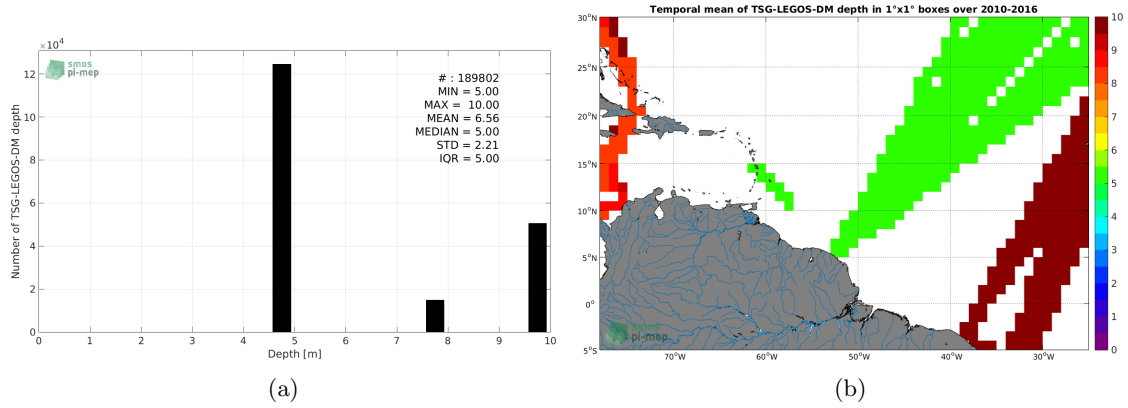 ×10⁴
smos
pi-mep
# : 189802
MIN = 5.00
MAX = 10.00
MEAN = 6.56
MEDIAN = 5.00
STD = 2.21
IQR = 5.00
Number of TSG-LEGOS-DM depth
12
10
8
6
4
2
0
0 1 2 3 4 5 6 7 8 9 10
Depth [m]
(a)
Temporal mean of TSG-LEGOS-DM depth in 1°x1° boxes over 2010-2016
30°N
25°N
20°N
15°N
10°N
5°N
0°
5°S
70°W 60°W 50°W 40°W 30°W
smos
pi-mep
10
9
8
7
6
5
4
3
2
1
0
(b)